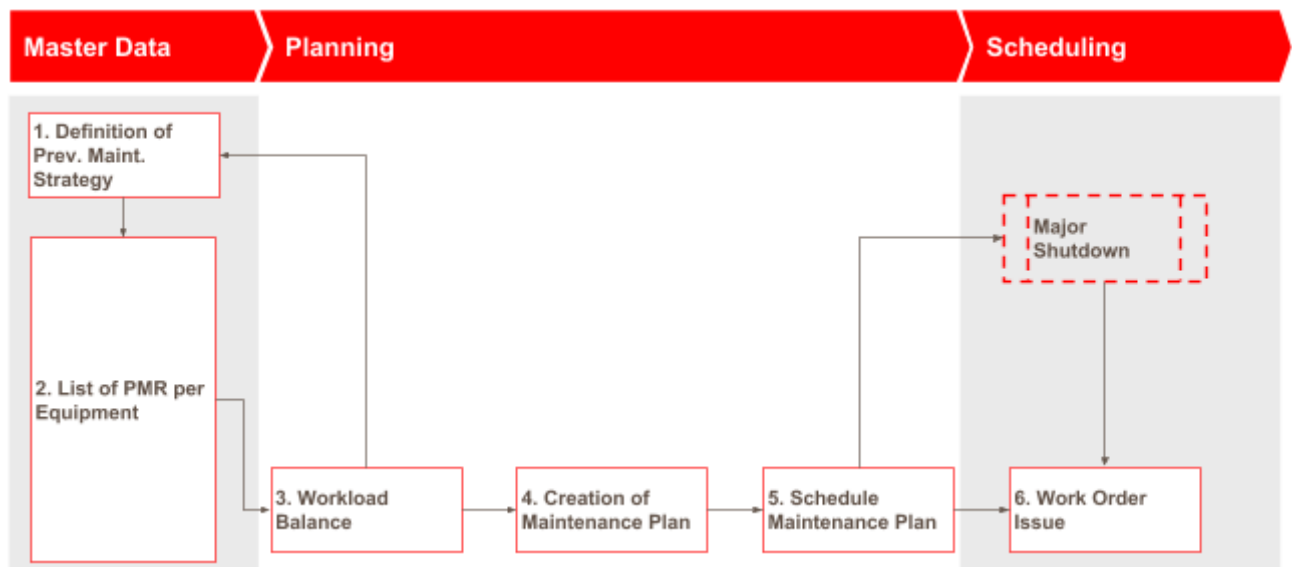 Master Data
Planning
Scheduling
1. Definition of
Prev. Maint.
Strategy
2. List of PMR per
Equipment
3. Workload
Balance
4. Creation of
Maintenance Plan
5. Schedule
Maintenance Plan
Major
Shutdown
6. Work Order
Issue